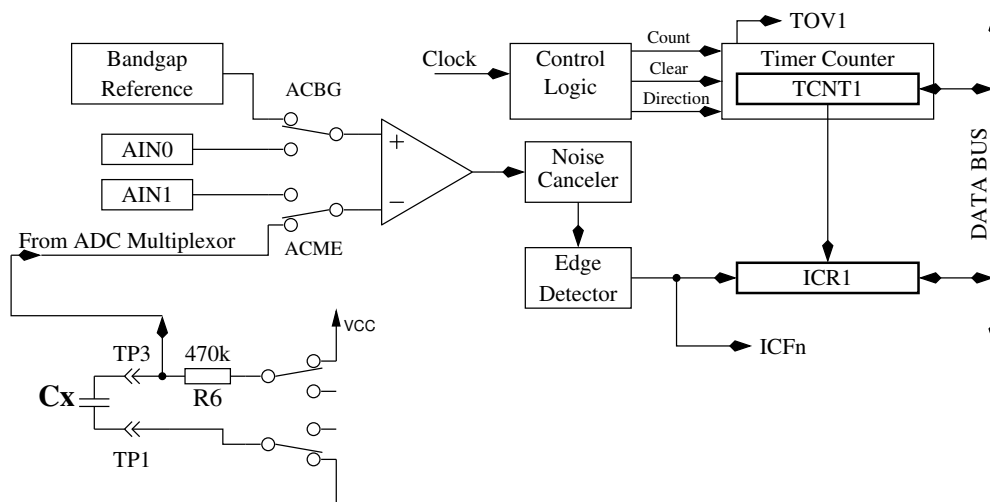 TOV1
Bandgap
Reference
ACBG
Clock
Control
Logic
Count
Clear
Direction
Timer Counter
TCNT1
AIN0
+
Noise
Canceler
AIN1
−
DATA BUS
From ADC Multiplexor
ACME
Edge
Detector
ICR1
VCC
ICFn
TP3
470k
Cx
R6
TP1